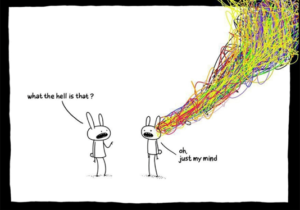 what the hell is that ?
oh,
just my mind